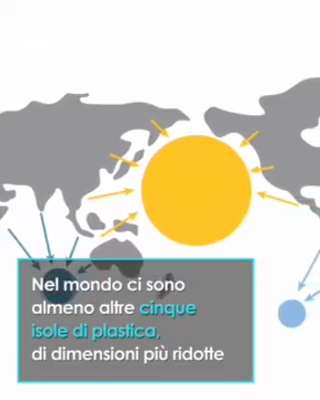 Nel mondo ci sono
almeno altre cinque
isole di plastica,
di dimensioni più ridotte